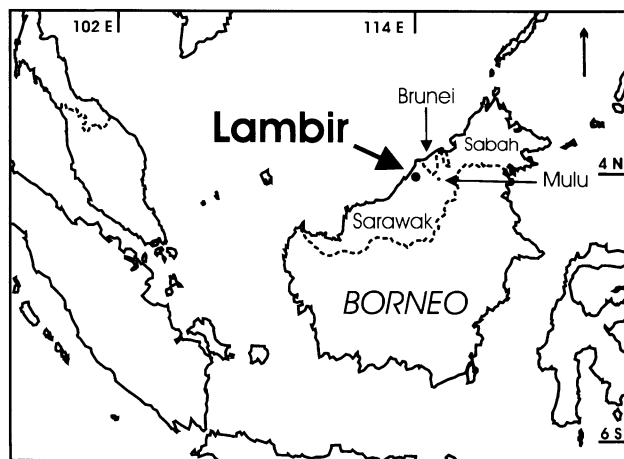 102 E
114 E
Brunei
Lambir
Sabah
4 N
Mulu
Sarawak
BORNEO
6 S